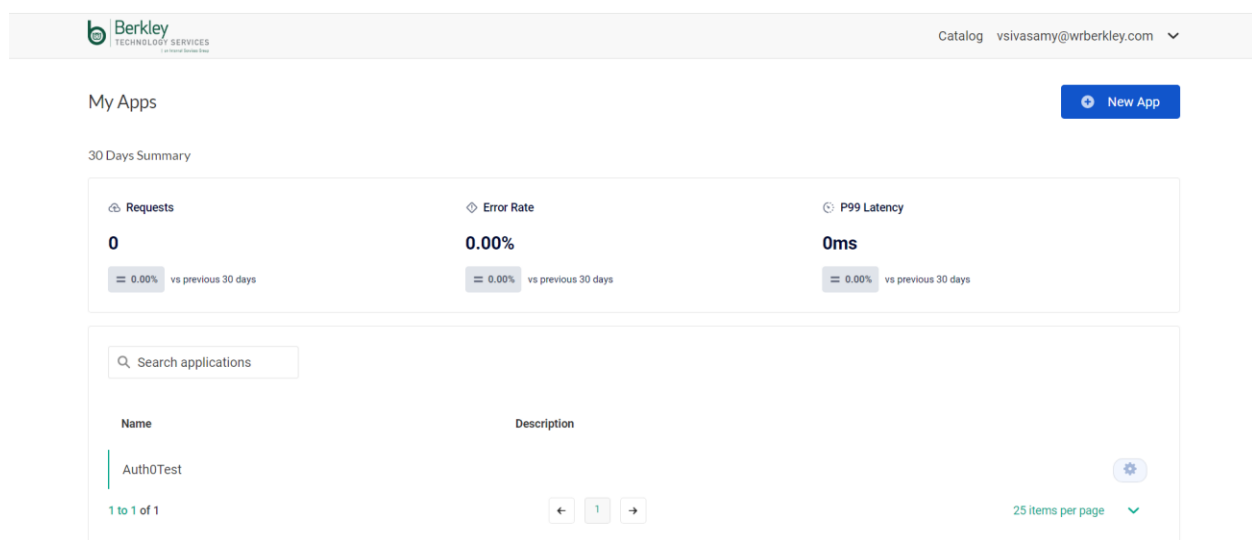 Berkley
TECHNOLOGY SERVICES
Catalog vsivasamy@wrberkley.com
My Apps
New App
30 Days Summary
Requests
Error Rate
P99 Latency
0
0.00%
0ms
= 0.00% vs previous 30 days
= 0.00% vs previous 30 days
= 0.00% vs previous 30 days
Search applications
Name
Description
Auth0Test
1 to 1 of 1
1
25 items per page